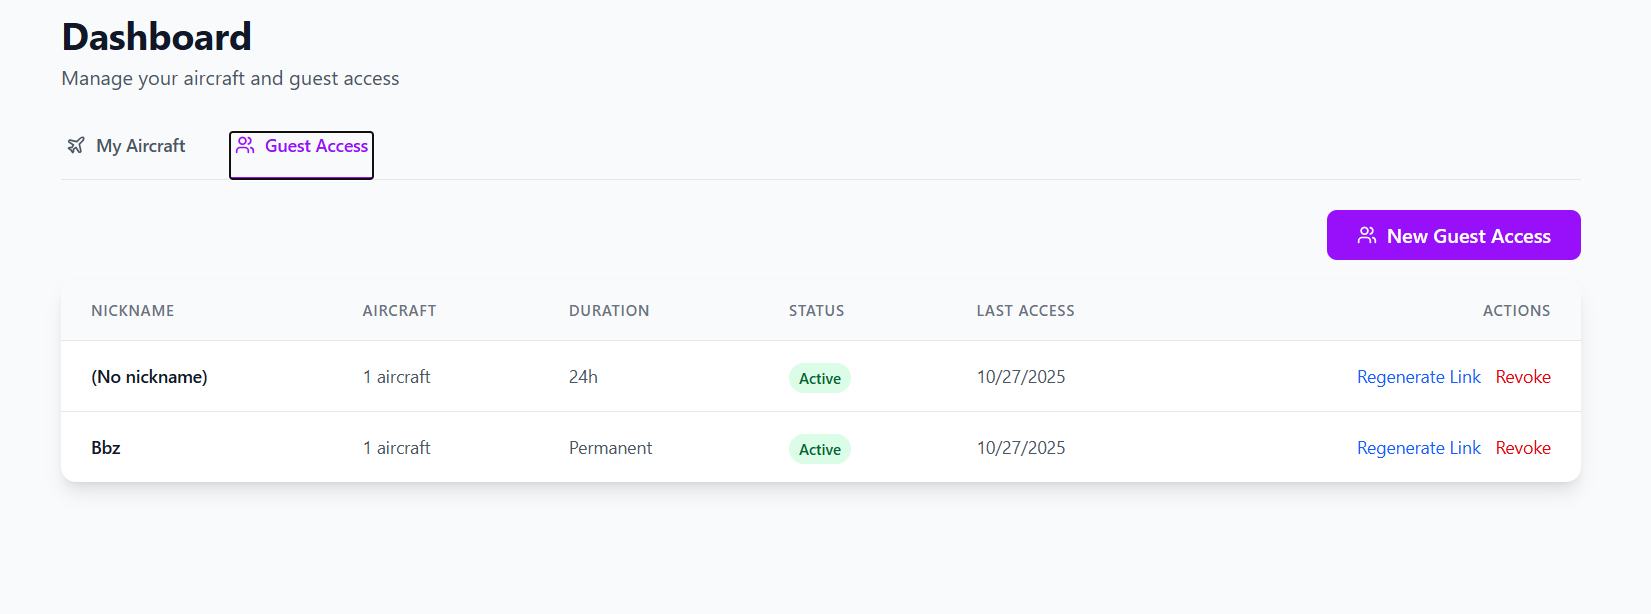 Dashboard
Manage your aircraft and guest access
My Aircraft Guest Access
New Guest Access
NICKNAME AIRCRAFT DURATION STATUS LAST ACCESS ACTIONS
(No nickname) 1 aircraft 24h Active 10/27/2025 Regenerate Link Revoke
Bbz 1 aircraft Permanent Active 10/27/2025 Regenerate Link Revoke